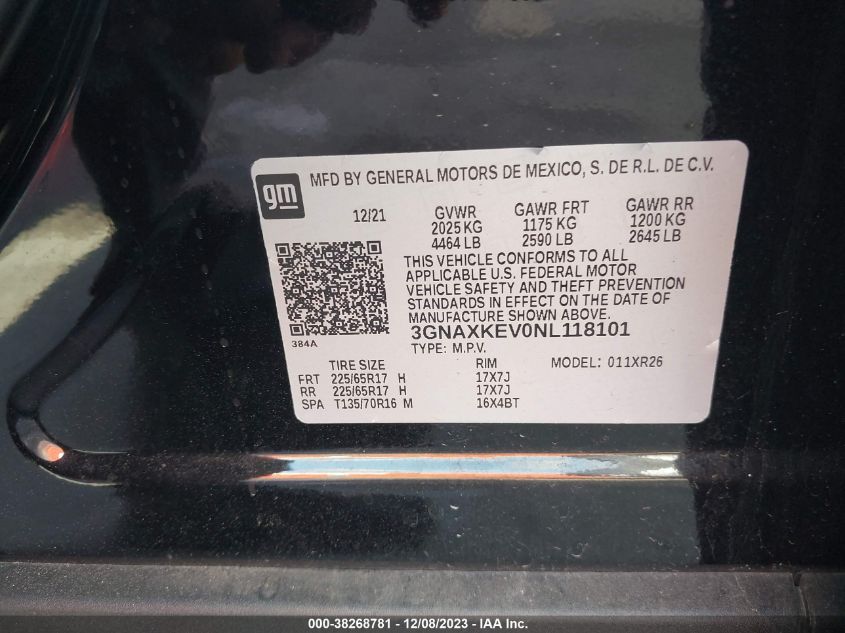 gm
MFD BY GENERAL MOTORS DE MEXICO, S. DE R.L. DE C.V.
12/21 GVWR GAWR FRT GAWR RR
2025 KG 1175 KG 1200 KG
4464 LB 2590 LB 2645 LB
THIS VEHICLE CONFORMS TO ALL
APPLICABLE U.S. FEDERAL MOTOR
VEHICLE SAFETY AND THEFT PREVENTION
STANDARDS IN EFFECT ON THE DATE OF
MANUFACTURE SHOWN ABOVE.
384A
3GNAXKEV0NL118101
TYPE: M.P.V. MODEL: 011XR26
TIRE SIZE RIM
FRT 225/65R17 H 17X7J
RR 225/65R17 H 17X7J
SPA T135/70R16 M 16X4BT
000-38268781 - 12/08/2023 - IAA Inc.